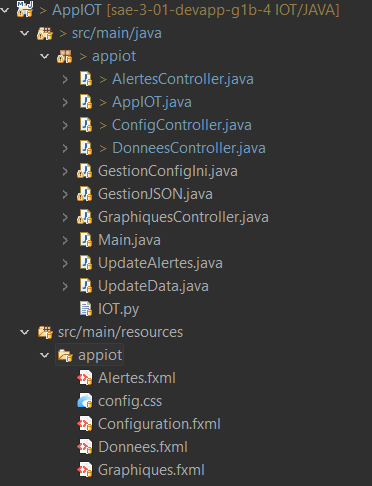 > AppIOT [sae-3-01-devapp-g1b-4 IOT/JAVA]
> src/main/java
> appiot
> AlertesController.java
> AppIOT.java
> ConfigController.java
> DonneesController.java
GestionConfigIni.java
GestionJSON.java
GraphiquesController.java
Main.java
UpdateAlertes.java
UpdateData.java
IOT.py
src/main/resources
appiot
Alertes.fxml
config.css
Configuration.fxml
Donnees.fxml
Graphiques.fxml